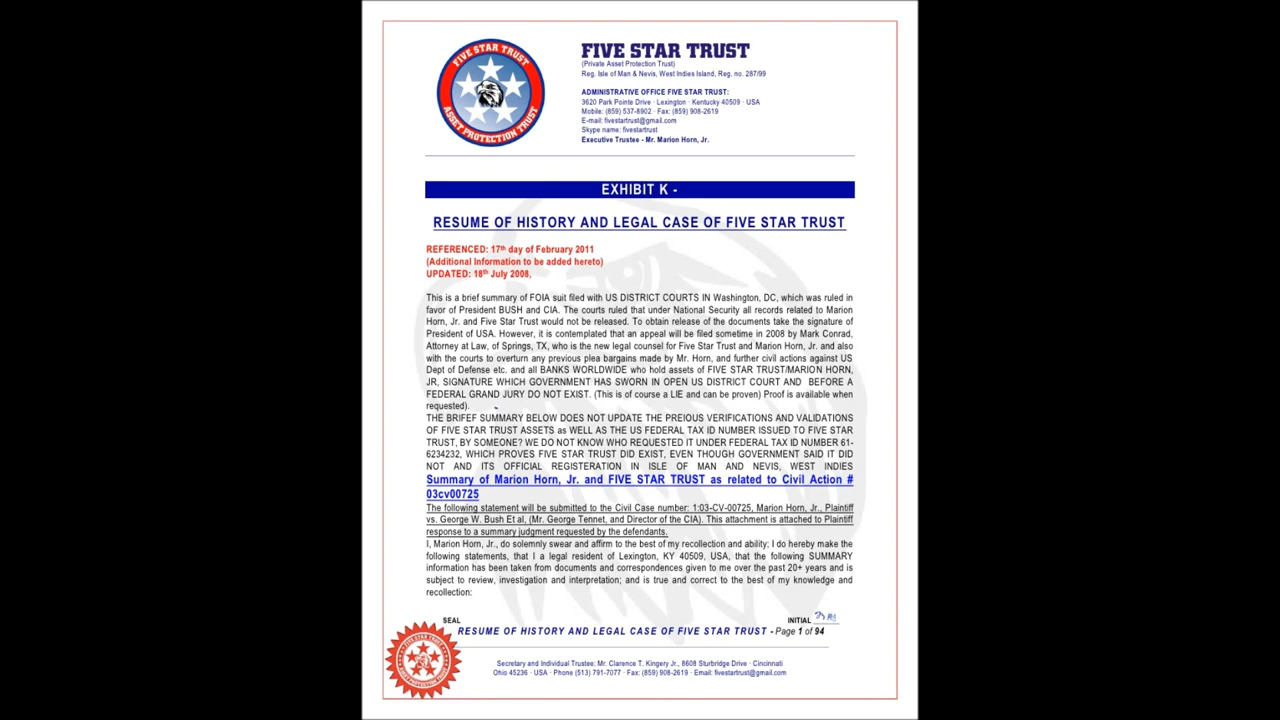 FIVE STAR TRUST
ASSET PROTECTION TRUST
FIVE STAR TRUST
(Private Asset Protection Trust)
Reg. Isle of Man & Nevis, West Indies Island, Reg. no. 287/99
ADMINISTRATIVE OFFICE FIVE STAR TRUST:
3620 Park Pointe Drive · Lexington · Kentucky 40509 · USA
Mobile: (859) 537-8902 · Fax: (859) 908-2619
E-mail: fivestartrust@gmail.com
Skype name: fivestartrust
Executive Trustee - Mr. Marion Horn, Jr.
EXHIBIT K -
RESUME OF HISTORY AND LEGAL CASE OF FIVE STAR TRUST
REFERENCED: 17th day of February 2011
(Additional Information to be added hereto)
UPDATED: 18th July 2008,
This is a brief summary of FOIA suit filed with US DISTRICT COURTS IN Washington, DC, which was ruled in
favor of President BUSH and CIA. The courts ruled that under National Security all records related to Marion
Horn, Jr. and Five Star Trust would not be released. To obtain release of the documents take the signature of
President of USA. However, it is contemplated that an appeal will be filed sometime in 2008 by Mark Conrad,
Attorney at Law, of Springs, TX, who is the new legal counsel for Five Star Trust and Marion Horn, Jr. and also
with the courts to overturn any previous plea bargains made by Mr. Horn, and further civil actions against US
Dept of Defense etc. and all BANKS WORLDWIDE who hold assets of FIVE STAR TRUST/MARION HORN,
JR, SIGNATURE WHICH GOVERNMENT HAS SWORN IN OPEN US DISTRICT COURT AND BEFORE A
FEDERAL GRAND JURY DO NOT EXIST. (This is of course a LIE and can be proven) Proof is available when
requested).
THE BRIFEF SUMMARY BELOW DOES NOT UPDATE THE PREIOUS VERIFICATIONS AND VALIDATIONS
OF FIVE STAR TRUST ASSETS as WELL AS THE US FEDERAL TAX ID NUMBER ISSUED TO FIVE STAR
TRUST, BY SOMEONE? WE DO NOT KNOW WHO REQUESTED IT UNDER FEDERAL TAX ID NUMBER 61-
6234232, WHICH PROVES FIVE STAR TRUST DID EXIST, EVEN THOUGH GOVERNMENT SAID IT DID
NOT AND ITS OFFICIAL REGISTERATION IN ISLE OF MAN AND NEVIS, WEST INDIES
Summary of Marion Horn, Jr. and FIVE STAR TRUST as related to Civil Action #
03cv00725
The following statement will be submitted to the Civil Case number: 1:03-CV-00725, Marion Horn, Jr., Plaintiff
vs. George W. Bush Et al, (Mr. George Tennet, and Director of the CIA). This attachment is attached to Plaintiff
response to a summary judgment requested by the defendants.
I, Marion Horn, Jr., do solemnly swear and affirm to the best of my recollection and ability; I do hereby make the
following statements, that I a legal resident of Lexington, KY 40509, USA, that the following SUMMARY
information has been taken from documents and correspondences given to me over the past 20+ years and is
subject to review, investigation and interpretation; and is true and correct to the best of my knowledge and
recollection:
SEAL
INITIAL
RESUME OF HISTORY AND LEGAL CASE OF FIVE STAR TRUST - Page 1 of 94
Secretary and Individual Trustee: Mr. Clarence T. Kingery Jr., 8608 Sturbridge Drive · Cincinnati
Ohio 45236 · USA · Phone (513) 791-7077 · Fax: (859) 908-2619 · Email: fivestartrust@gmail.com